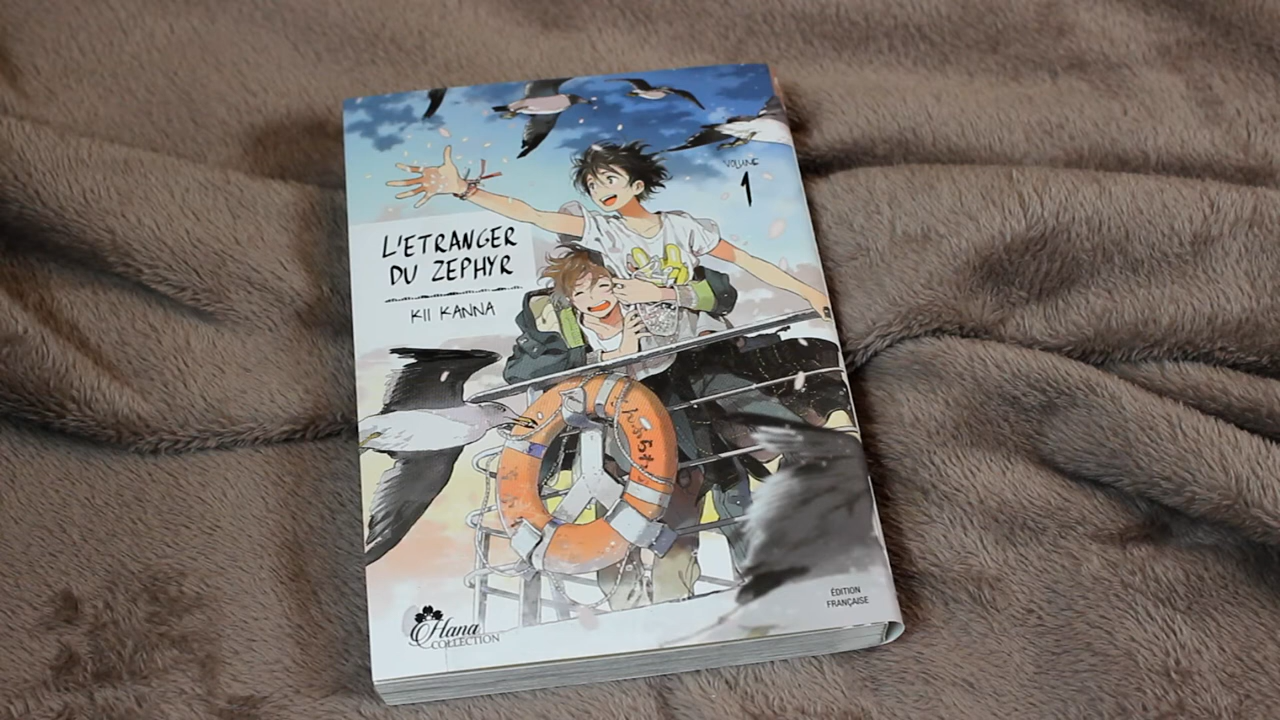 VOLUME
1
L'ETRANGER
DU ZEPHYR
KII KANNA
ÉDITION
FRANÇAISE
Hana
COLLECTION